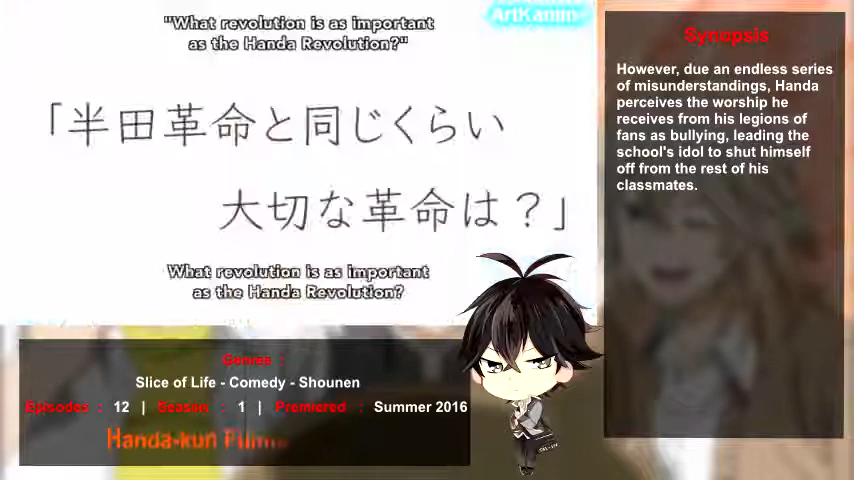 "What revolution is as important
as the Handa Revolution?"
ArtKanim
「半田革命と同じくらい
大切な革命は？」
What revolution is as important
as the Handa Revolution?
Synopsis
However, due an endless series
of misunderstandings, Handa
perceives the worship he
receives from his legions of
fans as bullying, leading the
school's idol to shut himself
off from the rest of his
classmates.
Genres :
Slice of Life - Comedy - Shounen
Episodes : 12 | Season : 1 | Premiered : Summer 2016
Handa-kun